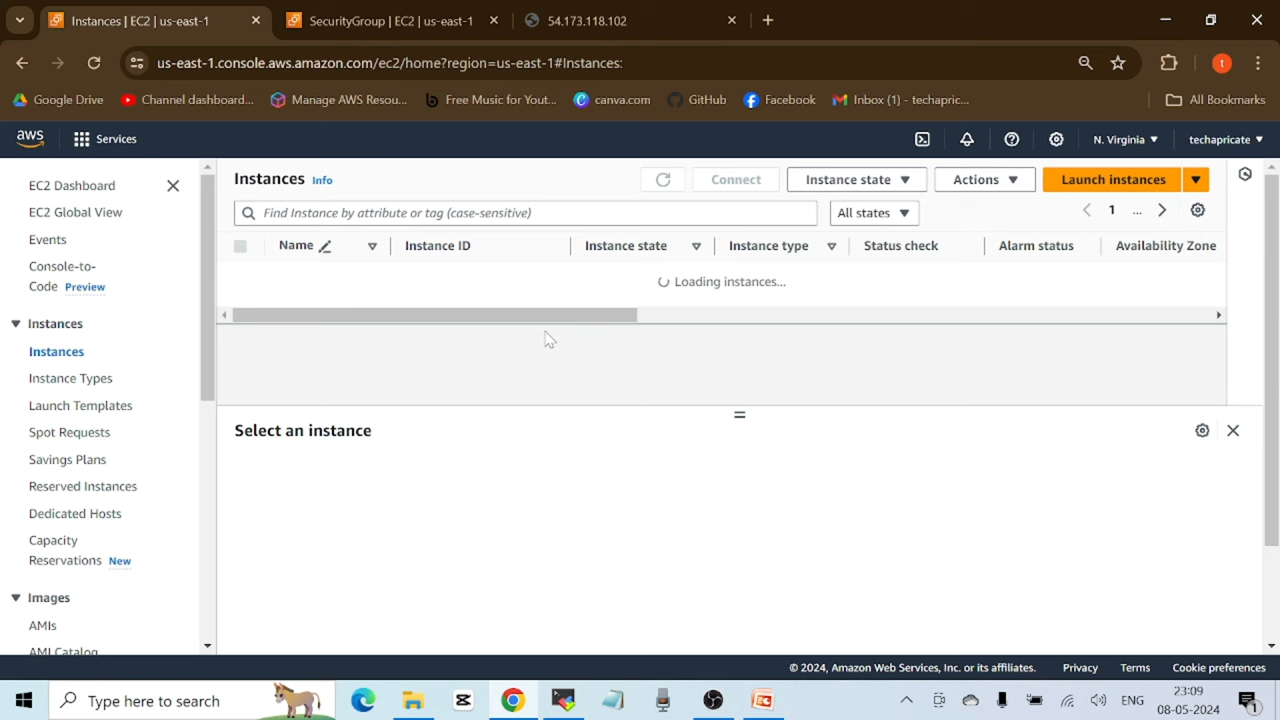 Instances | EC2 | us-east-1
SecurityGroup | EC2 | us-east-1
54.173.118.102
us-east-1.console.aws.amazon.com/ec2/home?region=us-east-1#Instances:
t
Google Drive
Channel dashboard...
Manage AWS Resou...
Free Music for Yout...
canva.com
GitHub
Facebook
Inbox (1) - techapric...
All Bookmarks
aws
Services
N. Virginia
techapricate
EC2 Dashboard
EC2 Global View
Events
Console-to-
Code Preview
Instances
Instances
Instance Types
Launch Templates
Spot Requests
Savings Plans
Reserved Instances
Dedicated Hosts
Capacity
Reservations New
Images
AMIs
AMI Catalog
Instances Info
Connect
Instance state
Actions
Launch instances
Find Instance by attribute or tag (case-sensitive)
All states
1 ...
Name
Instance ID
Instance state
Instance type
Status check
Alarm status
Availability Zone
Loading instances...
Select an instance
© 2024, Amazon Web Services, Inc. or its affiliates.
Privacy
Terms
Cookie preferences
Type here to search
ENG
23:09
08-05-2024
1